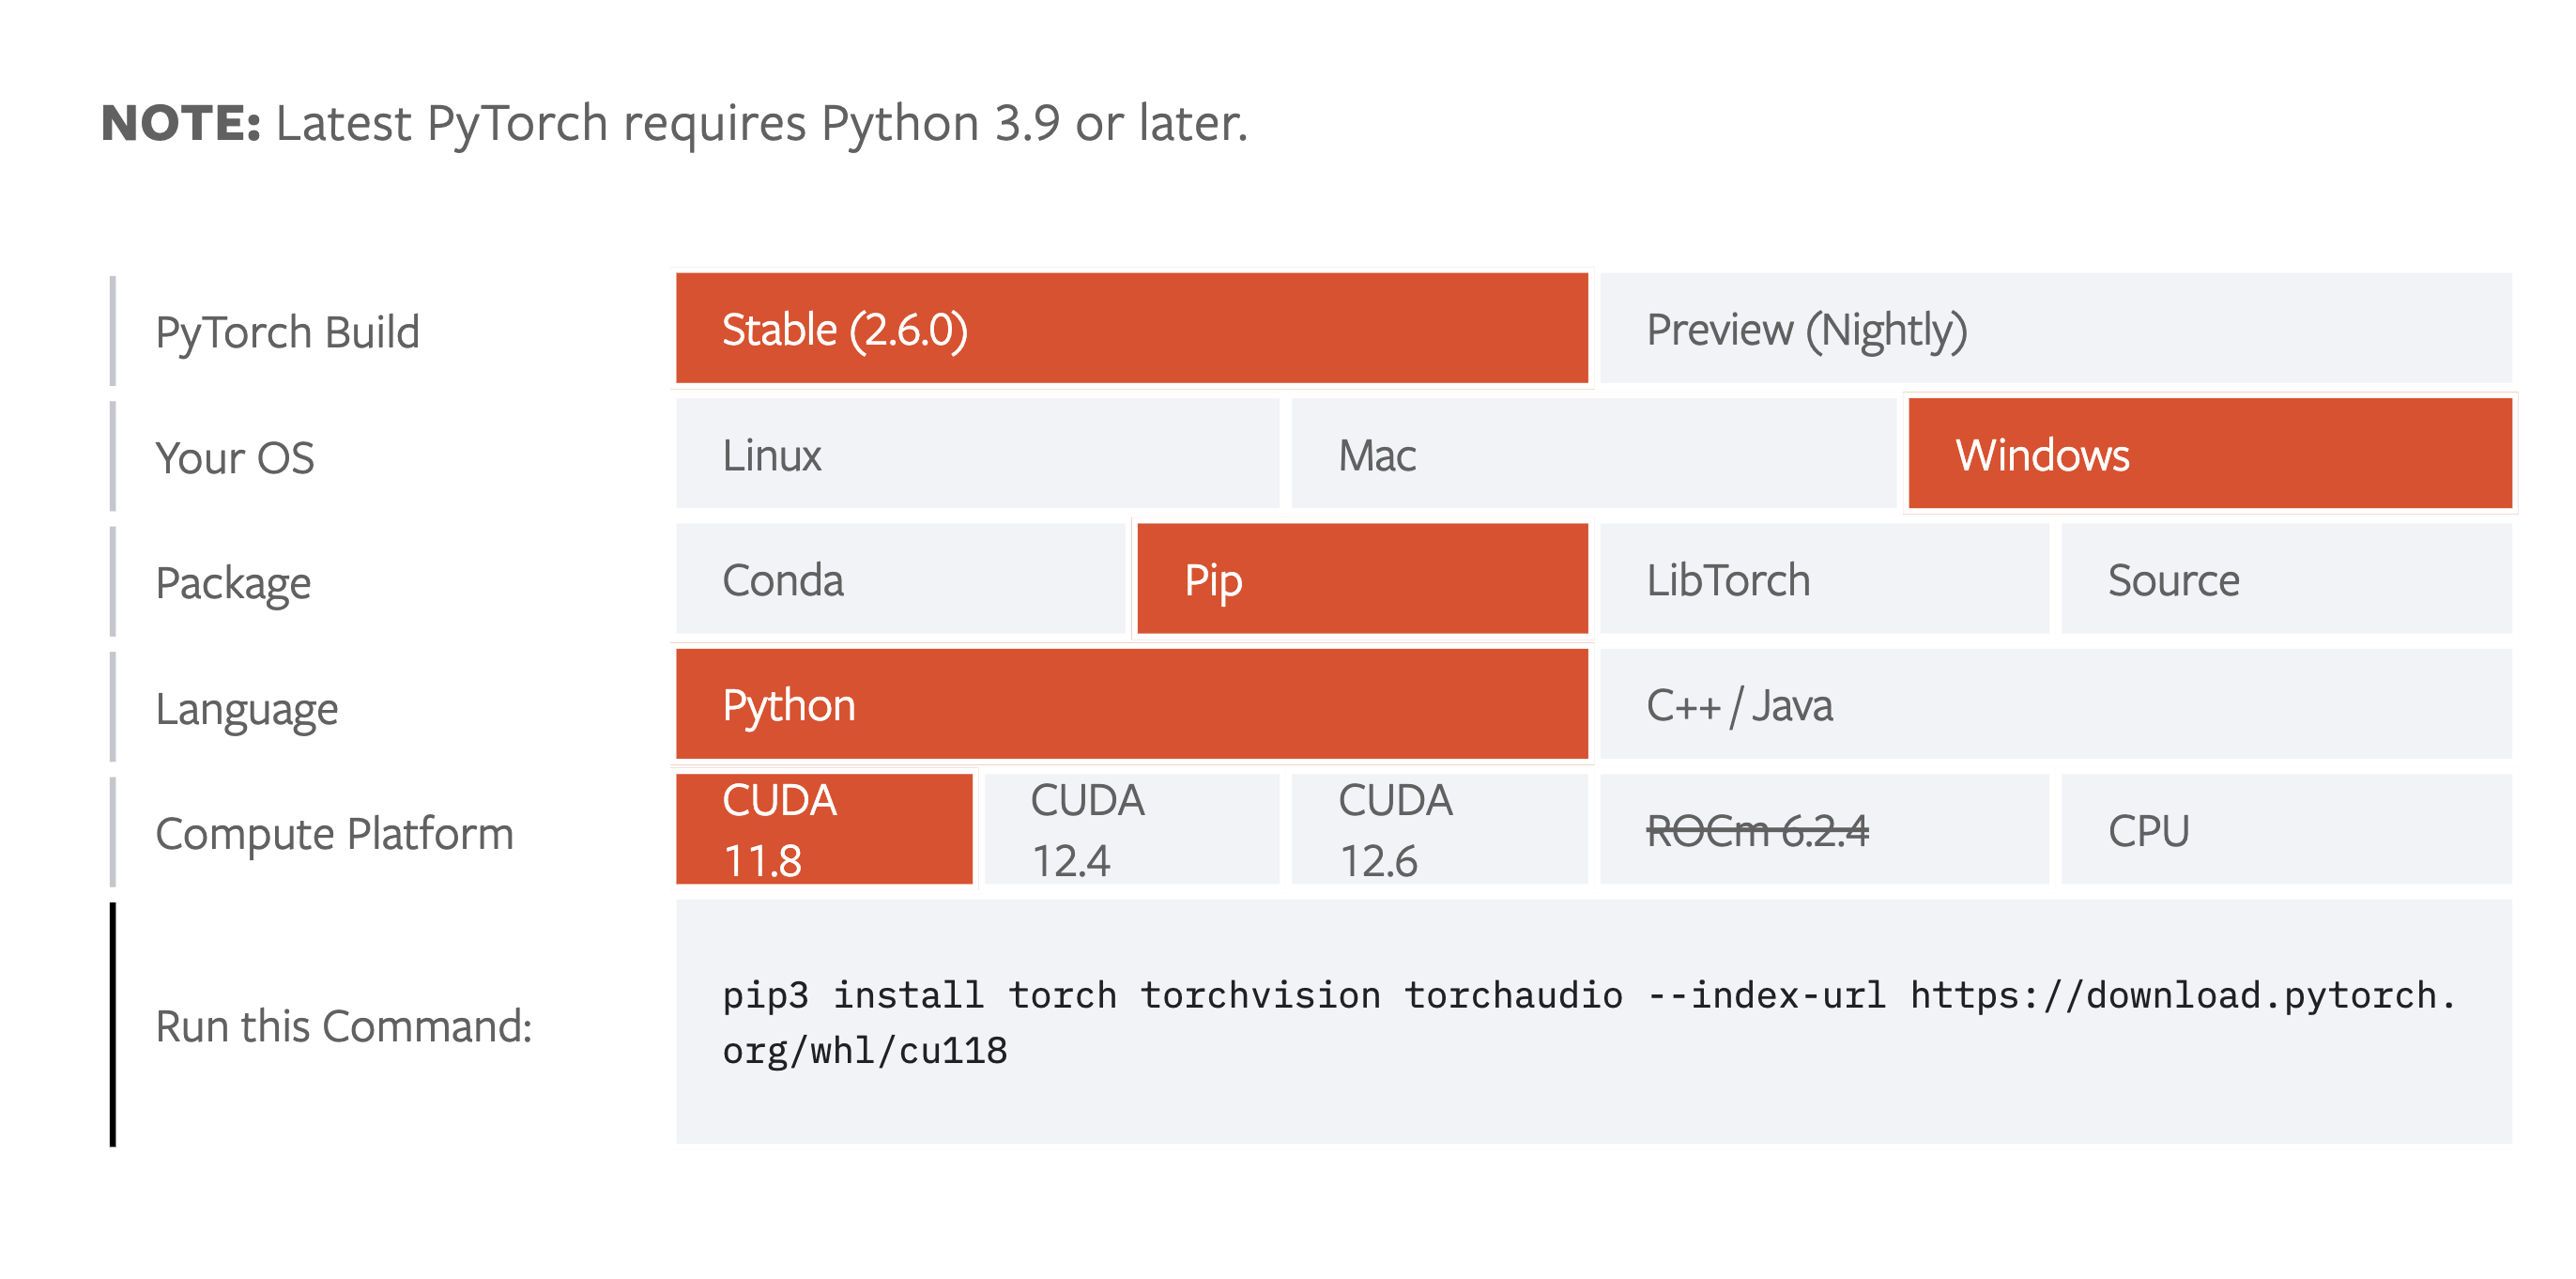 NOTE: Latest PyTorch requires Python 3.9 or later.
PyTorch Build
Stable (2.6.0)
Preview (Nightly)
Your OS
Linux
Mac
Windows
Package
Conda
Pip
LibTorch
Source
Language
Python
C++ / Java
Compute Platform
CUDA
11.8
CUDA
12.4
CUDA
12.6
ROCm 6.2.4
CPU
Run this Command:
pip3 install torch torchvision torchaudio --index-url https://download.pytorch.
org/whl/cu118